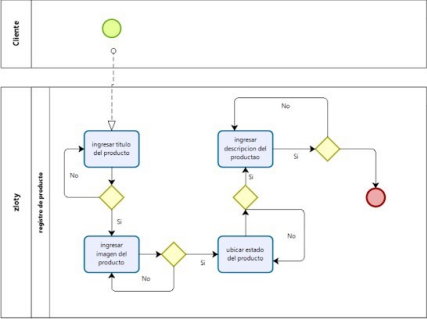 Cliente
zloty
registro de producto
ingresar titulo
del producto
No
Si
ingresar
imagen del
producto
No
Si
ubicar estado
del producto
No
Si
ingresar
descripcion del
productao
No
Si